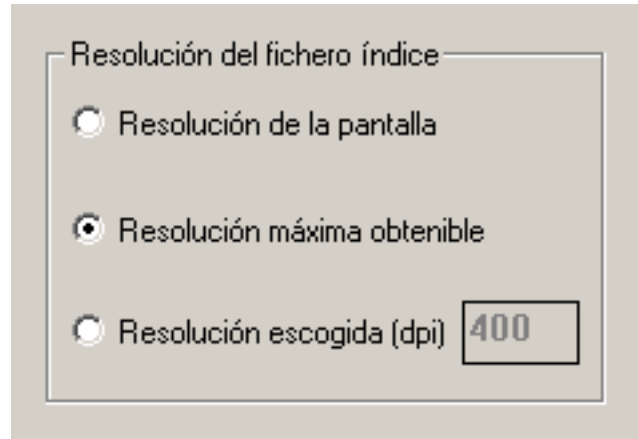 Resolución del fichero índice
Resolución de la pantalla
Resolución máxima obtenible
Resolución escogida (dpi) 400